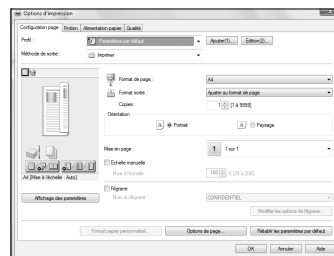 Options d'impression
Configuration page Finition Alimentation papier Qualité
Profil : Paramètres par défaut Ajouter(1)... Edition(2)...
Méthode de sortie : Imprimer
Format de page : A4
Format sortie : Ajuster au format de page
Copies : 1 [1 à 9999]
Orientation
A Portrait A Paysage
Mise en page : 1 1 sur 1
Echelle manuelle
Mise à l'échelle : 100 % [25 à 200]
A4 [Mise à l'échelle : Auto]
Filigrane
Affichage des paramètres Nom du filigrane : CONFIDENTIEL
Modifier les options de filigrane...
Format papier personnalisé... Options de page... Rétablir les paramètres par défaut
OK Annuler Aide